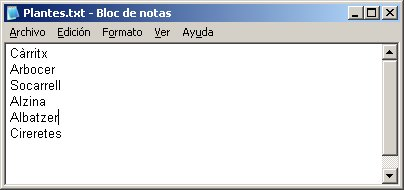 Plantes.txt - Bloc de notas
Archivo Edición Formato Ver Ayuda
Càrritx
Arbocer
Socarrell
Alzina
Albatzer
Cireretes